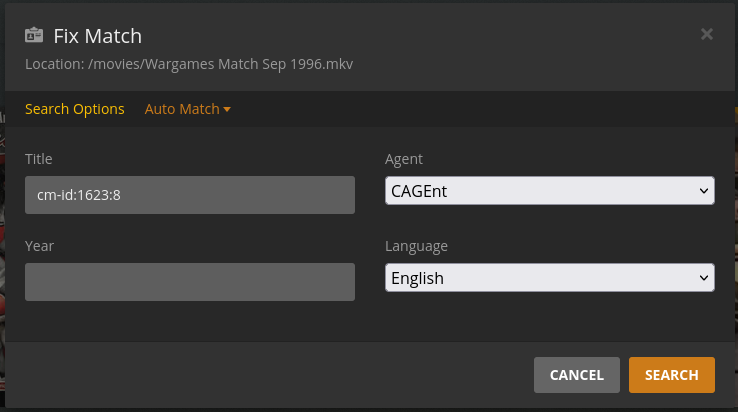 Fix Match
×
Location: /movies/Wargames Match Sep 1996.mkv
Search Options Auto Match
Title
cm-id:1623:8
Agent
CAGEnt
Year
Language
English
CANCEL SEARCH